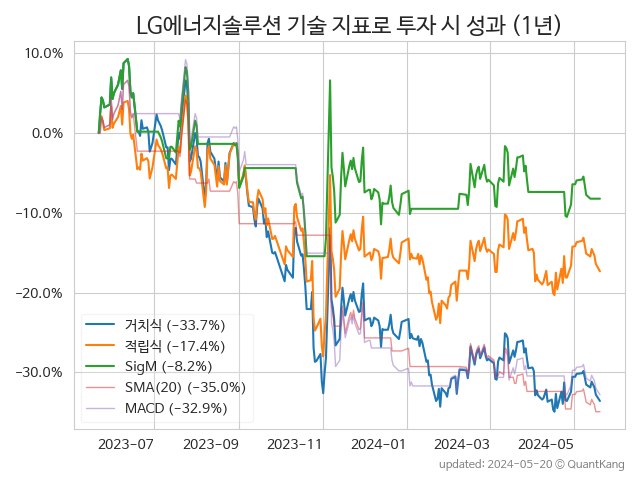 LG에너지솔루션 기술 지표로 투자 시 성과 (1년)
10.0%
0.0%
−10.0%
−20.0%
−30.0%
거치식 (−33.7%)
적립식 (−17.4%)
SigM (−8.2%)
SMA(20) (−35.0%)
MACD (−32.9%)
2023-07
2023-09
2023-11
2024-01
2024-03
2024-05
updated: 2024-05-20 © QuantKang